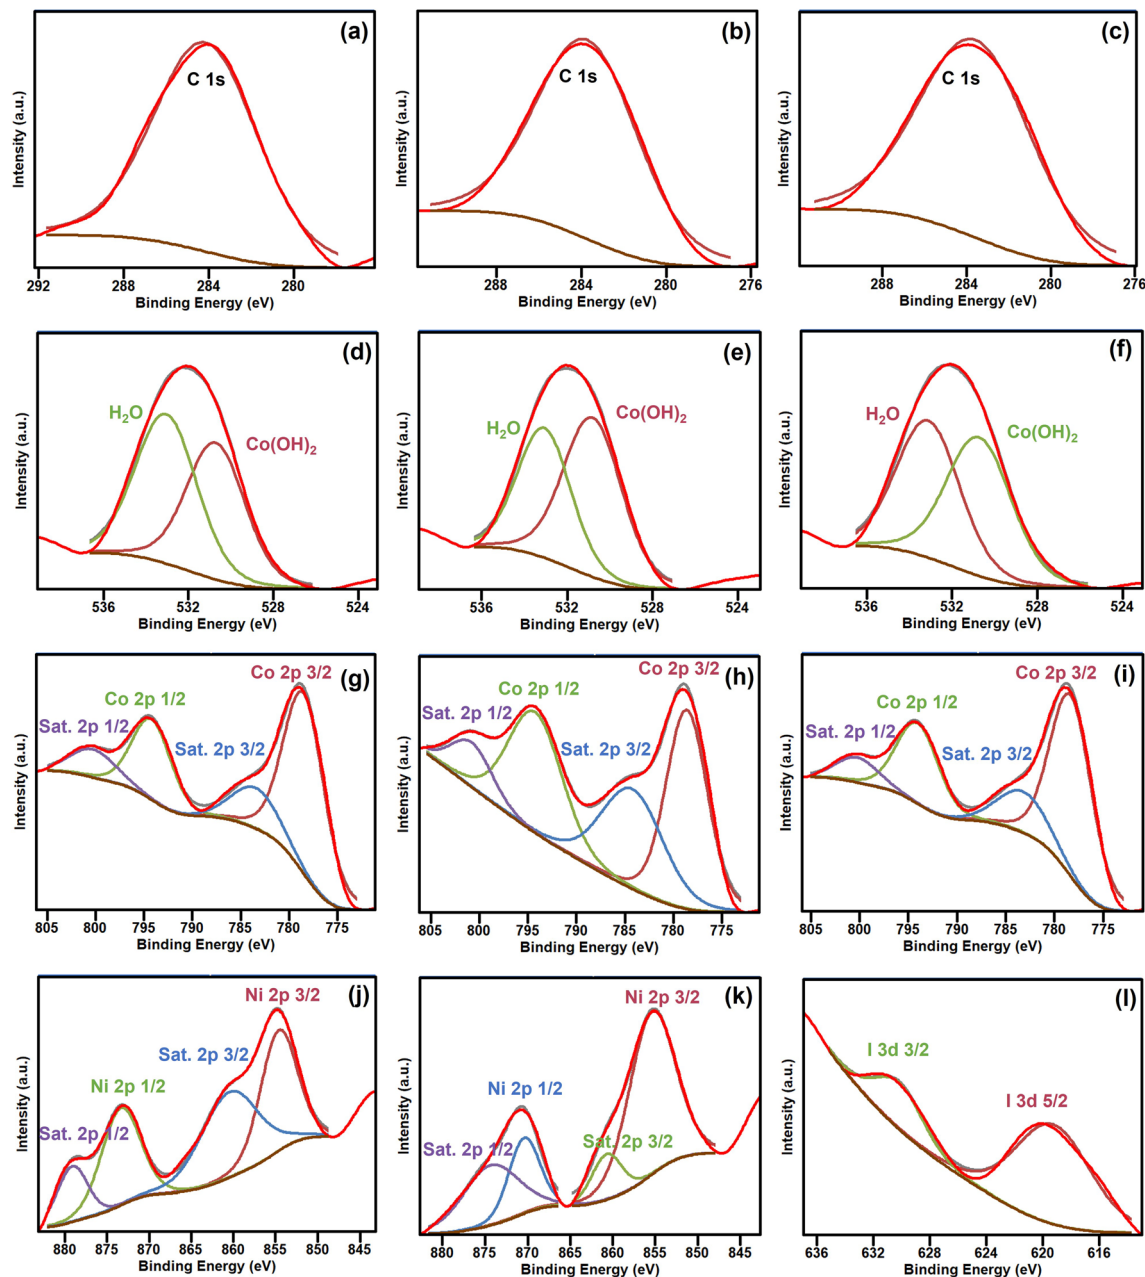 (a)
C 1s
Intensity (a.u.)
292 288 284 280
Binding Energy (eV)
(b)
C 1s
Intensity (a.u.)
288 284 280 276
Binding Energy (eV)
(c)
C 1s
Intensity (a.u.)
288 284 280 276
Binding Energy (eV)
(d)
H₂O
Co(OH)₂
Intensity (a.u.)
536 532 528 524
Binding Energy (eV)
(e)
H₂O
Co(OH)₂
Intensity (a.u.)
536 532 528 524
Binding Energy (eV)
(f)
H₂O
Co(OH)₂
Intensity (a.u.)
536 532 528 524
Binding Energy (eV)
Co 2p 3/2
(g)
Co 2p 1/2
Sat. 2p 1/2
Sat. 2p 3/2
Intensity (a.u.)
805 800 795 790 785 780 775
Binding Energy (eV)
Co 2p 3/2
(h)
Co 2p 1/2
Sat. 2p 1/2
Sat. 2p 3/2
Intensity (a.u.)
805 800 795 790 785 780 775
Binding Energy (eV)
Co 2p 3/2
(i)
Co 2p 1/2
Sat. 2p 1/2
Sat. 2p 3/2
Intensity (a.u.)
805 800 795 790 785 780 775
Binding Energy (eV)
Ni 2p 3/2
(j)
Sat. 2p 3/2
Ni 2p 1/2
Sat. 2p 1/2
Intensity (a.u.)
880 870 860 850
Binding Energy (eV)
Ni 2p 3/2
(k)
Ni 2p 1/2
Sat. 2p 1/2
Sat. 2p 3/2
Intensity (a.u.)
880 875 870 865 860 855 850 845
Binding Energy (eV)
(l)
I 3d 3/2
I 3d 5/2
Intensity (a.u.)
636 632 628 624 620 616
Binding Energy (eV)